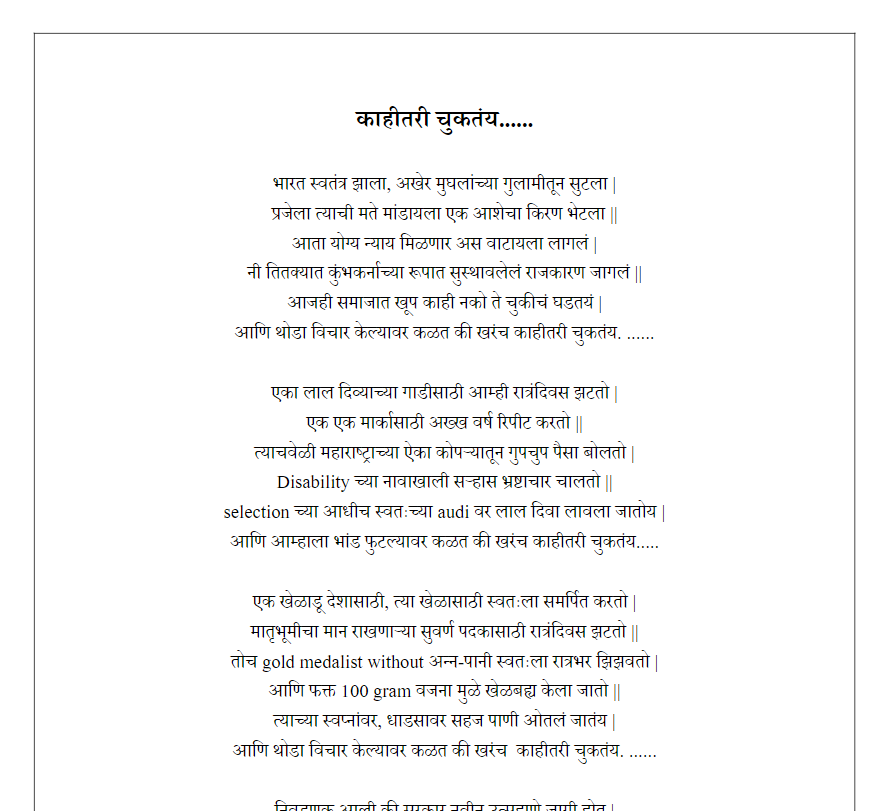 काहीतरी चुकतंय......
भारत स्वतंत्र झाला, अखेर मुघलांच्या गुलामीतून सुटला |
प्रजेला त्याची मते मांडायला एक आशेचा किरण भेटला ||
आता योग्य न्याय मिळणार अस वाटायला लागलं |
नी तितक्यात कुंभकर्नाच्या रूपात सुस्थावलेलं राजकारण जागलं ||
आजही समाजात खूप काही नको ते चुकीचं घडतयं |
आणि थोडा विचार केल्यावर कळत की खरंच काहीतरी चुकतंय. ......
एका लाल दिव्याच्या गाडीसाठी आम्ही रात्रंदिवस झटतो |
एक एक मार्कासाठी अख्ख वर्ष रिपीट करतो ||
त्याचवेळी महाराष्ट्राच्या ऐका कोपऱ्यातून गुपचुप पैसा बोलतो |
Disability च्या नावाखाली सऱ्हास भ्रष्टाचार चालतो ||
selection च्या आधीच स्वतःच्या audi वर लाल दिवा लावला जातोय |
आणि आम्हाला भांड फुटल्यावर कळत की खरंच काहीतरी चुकतंय.....
एक खेळाडू देशासाठी, त्या खेळासाठी स्वतःला समर्पित करतो |
मातृभूमीचा मान राखणाऱ्या सुवर्ण पदकासाठी रात्रंदिवस झटतो ||
तोच gold medalist without अन्न-पानी स्वतःला रात्रभर झिझवतो |
आणि फक्त 100 gram वजना मुळे खेळबह्य केला जातो ||
त्याच्या स्वप्नांवर, धाडसावर सहज पाणी ओतलं जातंय |
आणि थोडा विचार केल्यावर कळत की खरंच काहीतरी चुकतंय. ......